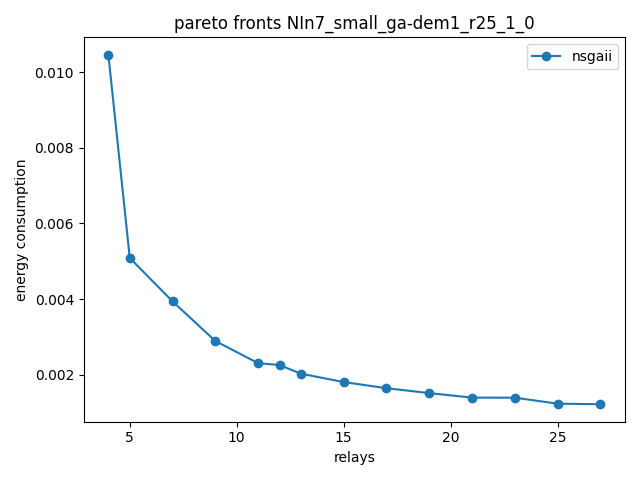 pareto fronts NIn7_small_ga-dem1_r25_1_0
nsgaii
energy consumption
0.010
0.008
0.006
0.004
0.002
5 10 15 20 25
relays